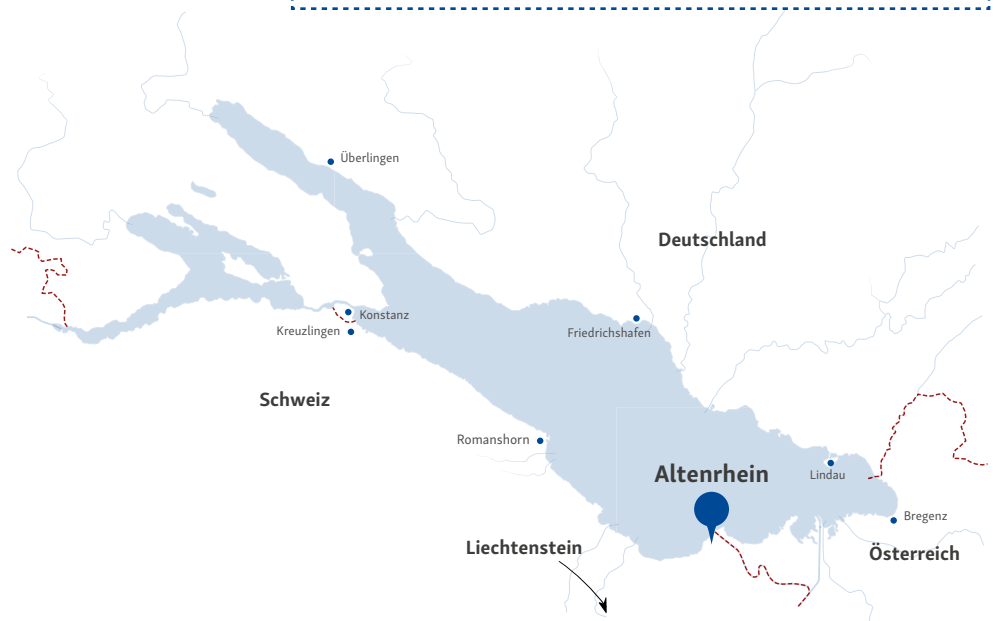 Überlingen
Deutschland
Konstanz
Kreuzlingen
Friedrichshafen
Schweiz
Romanshorn
Altenrhein
Lindau
Bregenz
Liechtenstein
Österreich